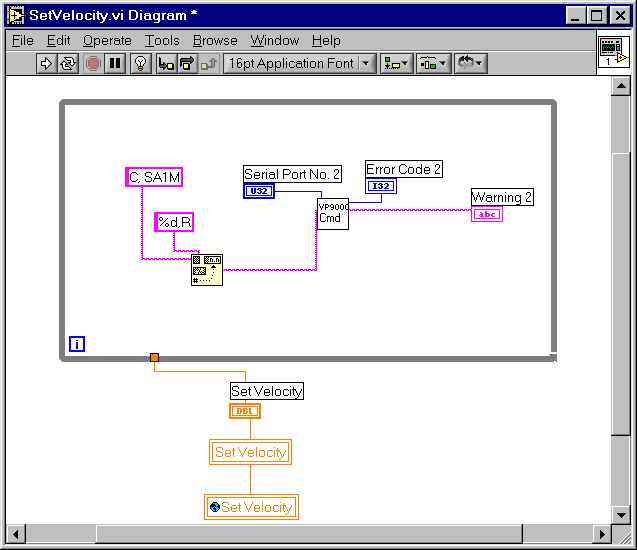 SetVelocity.vi Diagram *
File Edit Operate Tools Browse Window Help
16pt Application Font
1
C, SA1M
Serial Port No. 2
U32
Error Code 2
I32
Warning 2
abc
%d,R
VP9000
Cmd
n.n
%
#
i
Set Velocity
DBL
Set Velocity
Set Velocity